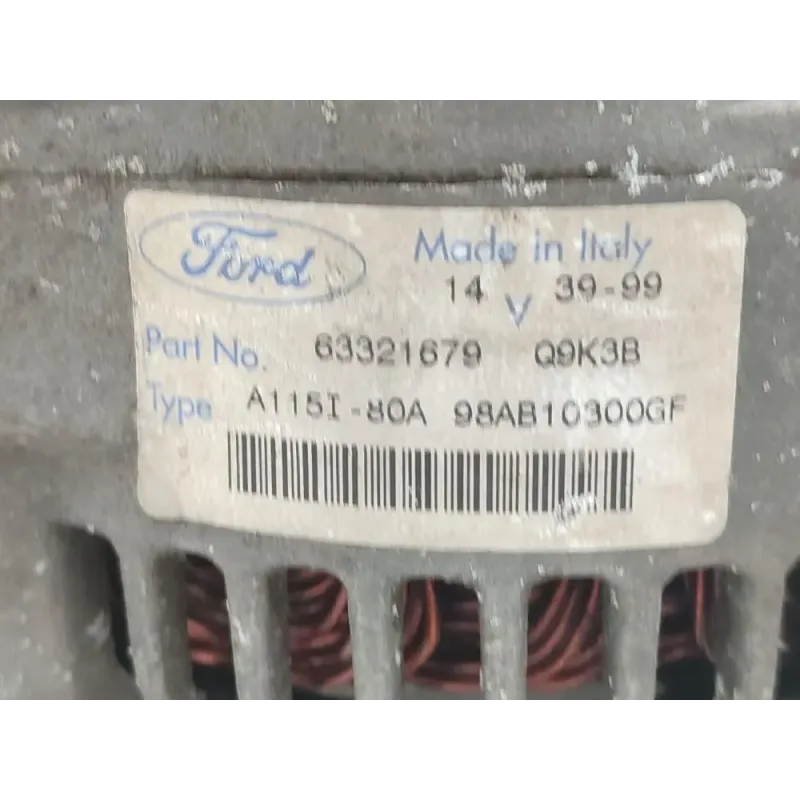 Ford Made in Italy
14 V 39-99
Part No. 63321679 Q9K3B
Type A115I-80A 98AB10300GF